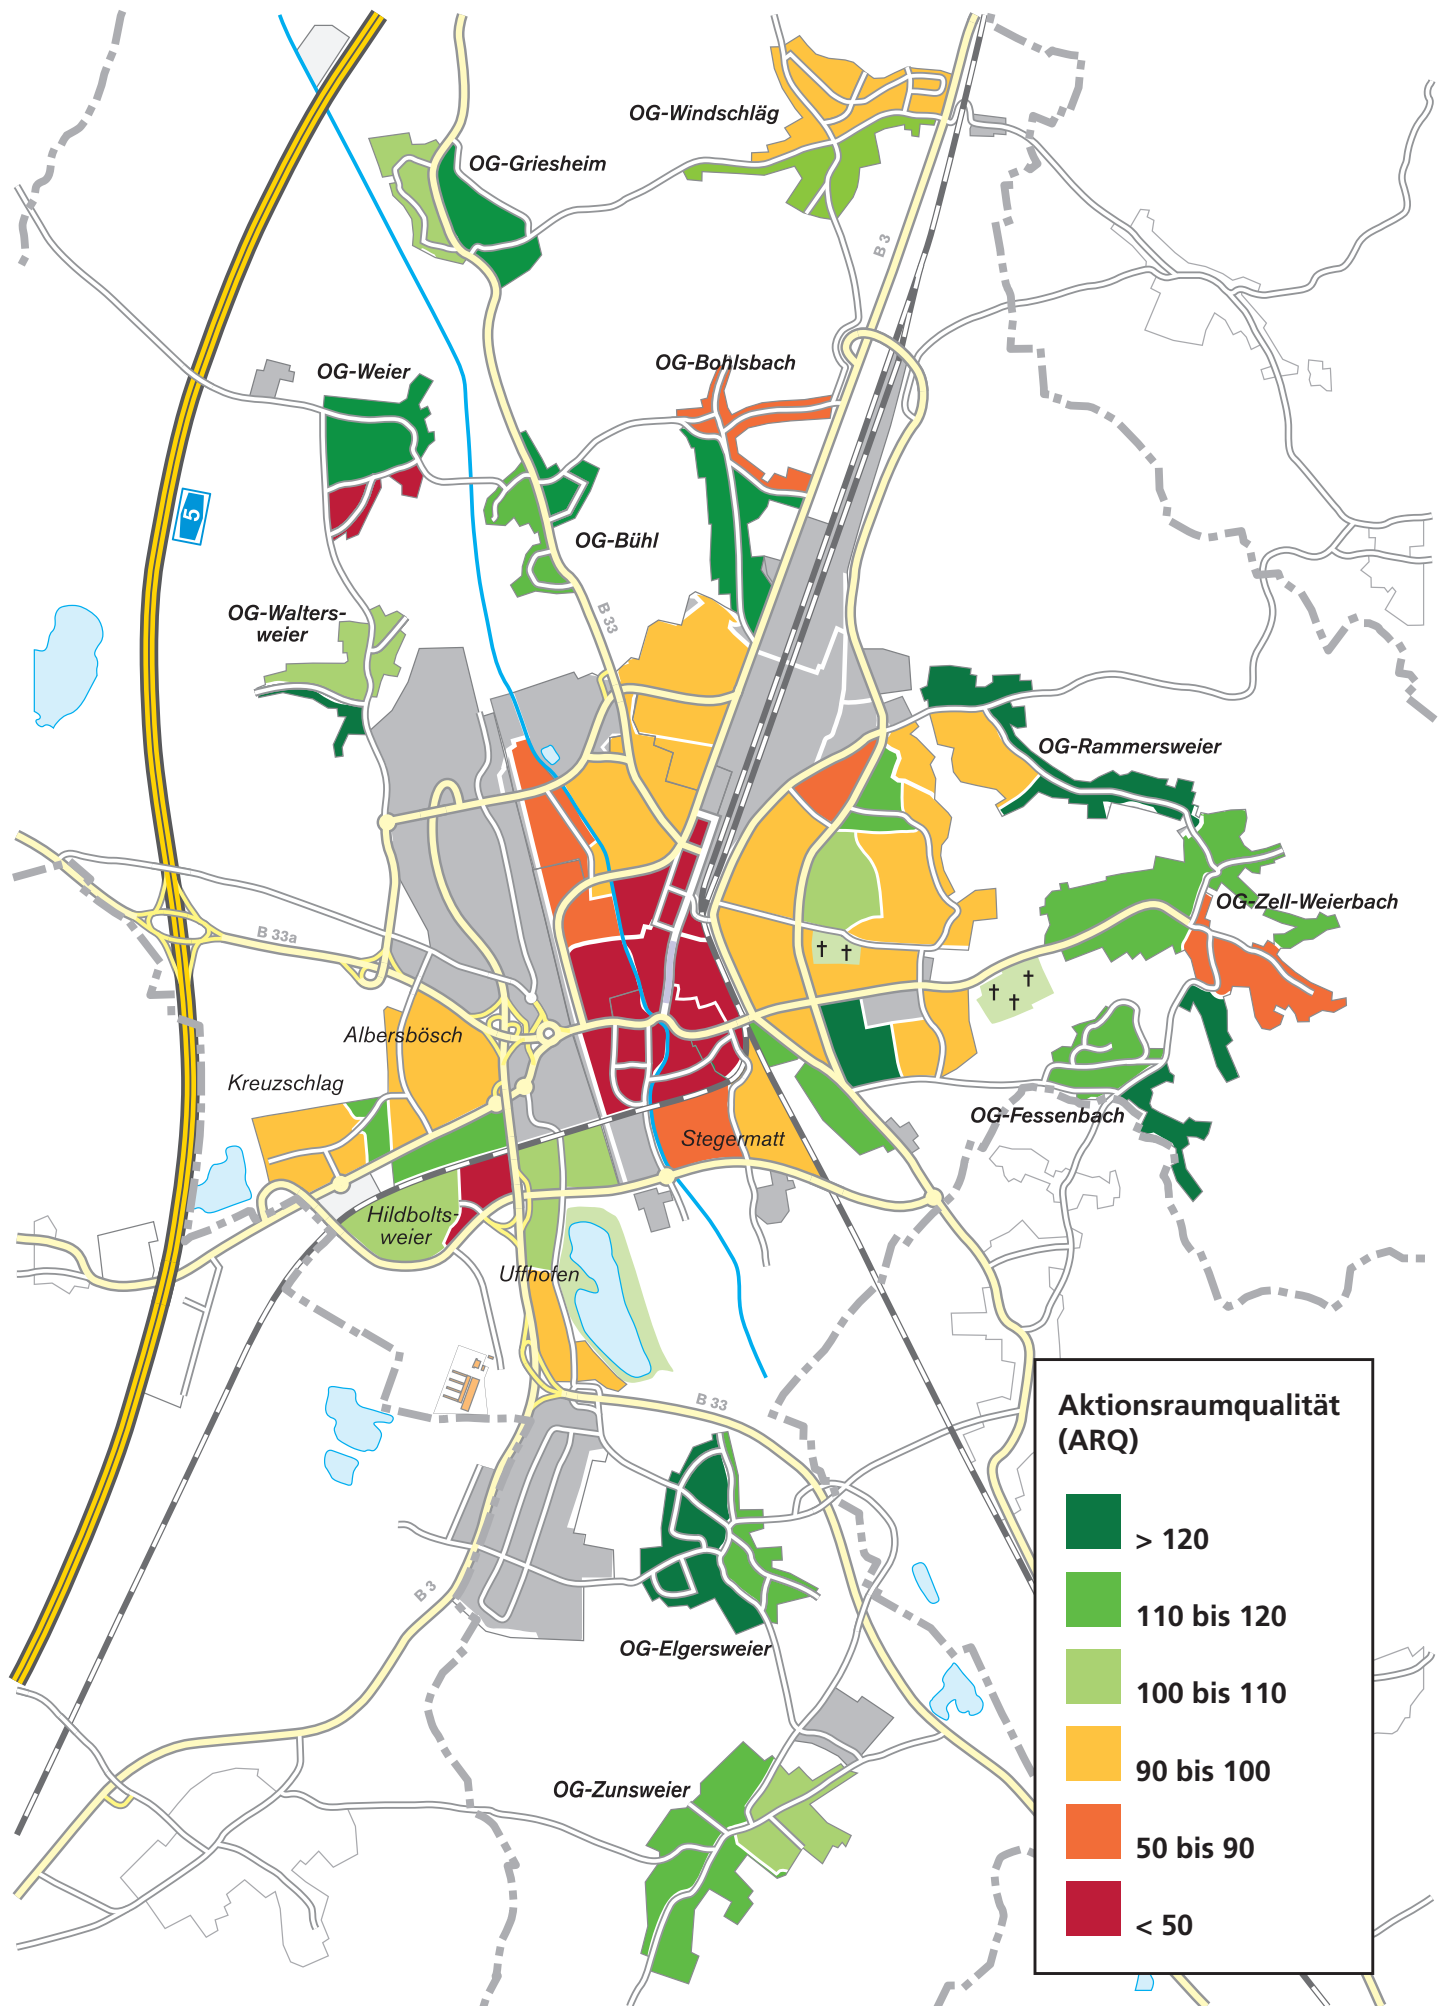 OG-Windschläg
OG-Griesheim
B 3
OG-Weier
OG-Bohlsbach
5
OG-Bühl
OG-Walters-
weier
B 33
OG-Rammersweier
OG-Zell-Weierbach
B 33a
Albersbösch
Kreuzschlag
OG-Fessenbach
Stegermatt
Hildbolts-
weier
Uffhofen
B 33
B 3
OG-Elgersweier
OG-Zunsweier
Aktionsraumqualität
(ARQ)
> 120
110 bis 120
100 bis 110
90 bis 100
50 bis 90
< 50